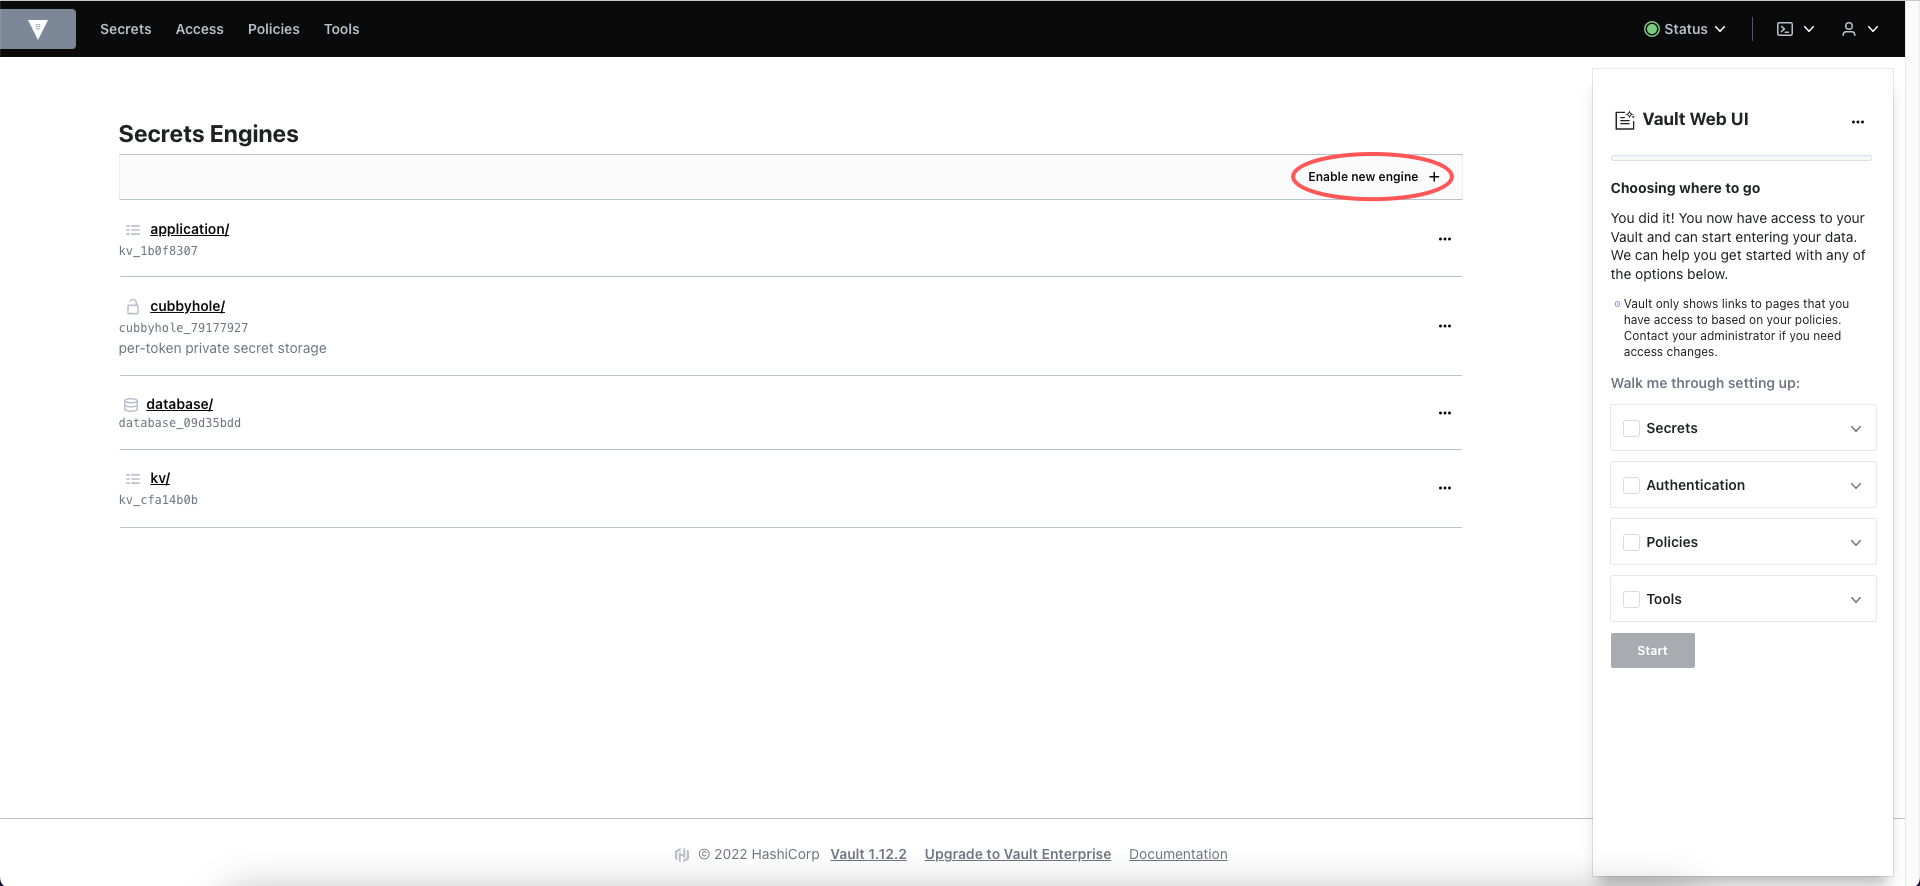 Secrets Access Policies Tools Status
Secrets Engines
Enable new engine
application/
kv_1b0f8307
cubbyhole/
cubbyhole_79177927
per-token private secret storage
database/
database_09d35bdd
kv/
kv_cfa14b0b
Vault Web UI
Choosing where to go
You did it! You now have access to your
Vault and can start entering your data.
We can help you get started with any of
the options below.
Vault only shows links to pages that you
have access to based on your policies.
Contact your administrator if you need
access changes.
Walk me through setting up:
Secrets
Authentication
Policies
Tools
Start
© 2022 HashiCorp Vault 1.12.2 Upgrade to Vault Enterprise Documentation